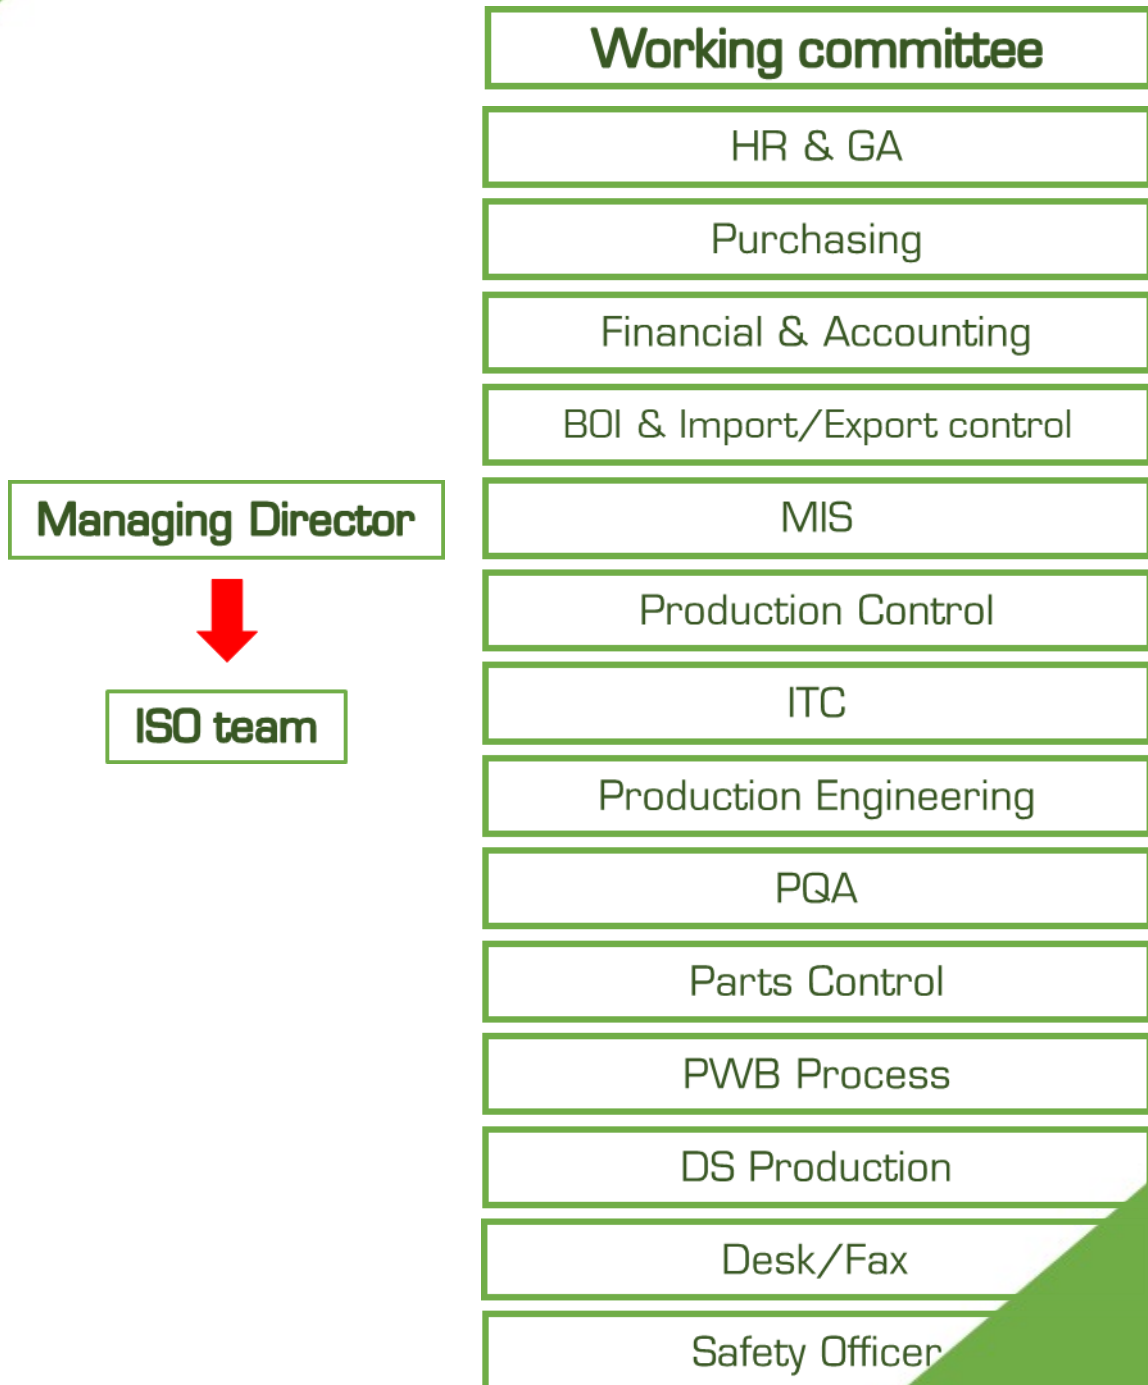 Working committee
HR & GA
Purchasing
Financial & Accounting
BOI & Import/Export control
Managing Director
MIS
Production Control
ISO team
ITC
Production Engineering
PQA
Parts Control
PWB Process
DS Production
Desk/Fax
Safety Officer